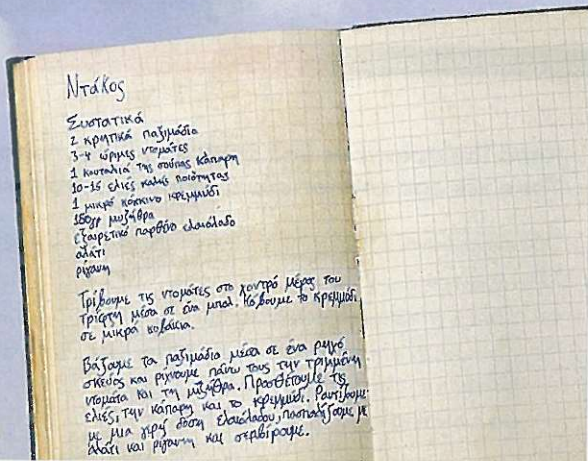 Ντάκος
Συστατικά
2 κρητικά παξιμάδια
3-4 ώριμες ντομάτες
1 κουταλιά της σούπας κάπαρη
10-15 ελιές καλής ποιότητας
1 μικρό κόκκινο κρεμμύδι
180γρ μυζήθρα
εξαιρετικό παρθένο ελαιόλαδο
αλάτι
ρίγανη
Τρίβουμε τις ντομάτες στο χοντρό μέρος του
τρίφτη μέσα σε ένα μπολ. Κόβουμε το κρεμμύδι
σε μικρά κυβάκια.
Βάζουμε τα παξιμάδια μέσα σε ένα ρηχό
σκεύος και ρίχνουμε πάνω τους την τριμμένη
ντομάτα και τη μυζήθρα. Προσθέτουμε τις
ελιές, την κάπαρη και το κρεμμύδι. Ραντίζουμε
με μια γερή δόση ελαιόλαδου, πασπαλίζουμε με
αλάτι και ρίγανη και σερβίρουμε.